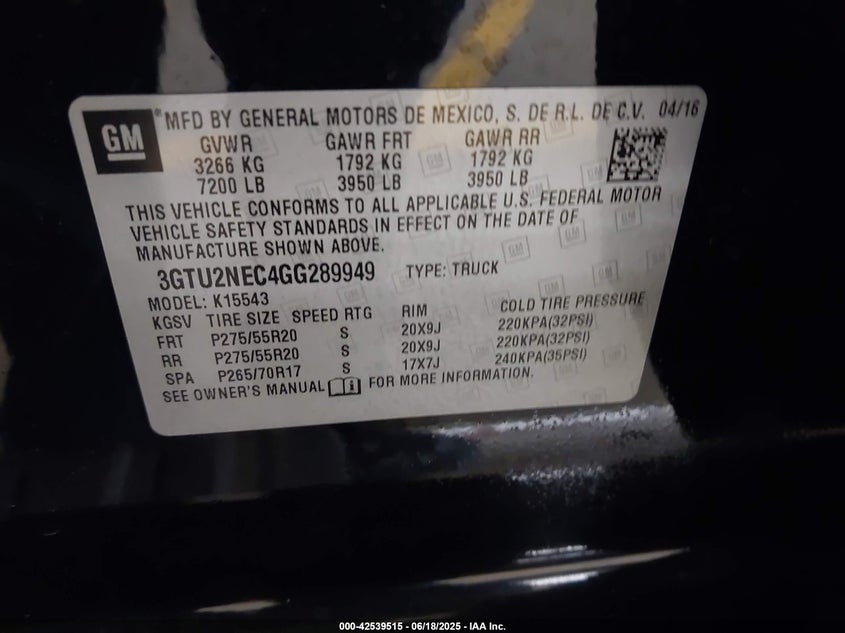 GM
*MFD BY GENERAL MOTORS DE MEXICO, S. DE R.L. DE C.V. 04/16
GVWR GAWR FRT GAWR RR
3266 KG 1792 KG 1792 KG
7200 LB 3950 LB 3950 LB
THIS VEHICLE CONFORMS TO ALL APPLICABLE U.S. FEDERAL MOTOR
VEHICLE SAFETY STANDARDS IN EFFECT ON THE DATE OF
MANUFACTURE SHOWN ABOVE.
3GTU2NEC4GG289949 TYPE: TRUCK
MODEL: K15543
KGSV TIRE SIZE SPEED RTG RIM COLD TIRE PRESSURE
FRT P275/55R20 S 20X9J 220KPA(32PSI)
RR P275/55R20 S 20X9J 220KPA(32PSI)
SPA P265/70R17 S 17X7J 240KPA(35PSI)
SEE OWNER'S MANUAL FOR MORE INFORMATION.
000-42539515 - 06/18/2025 - IAA Inc.